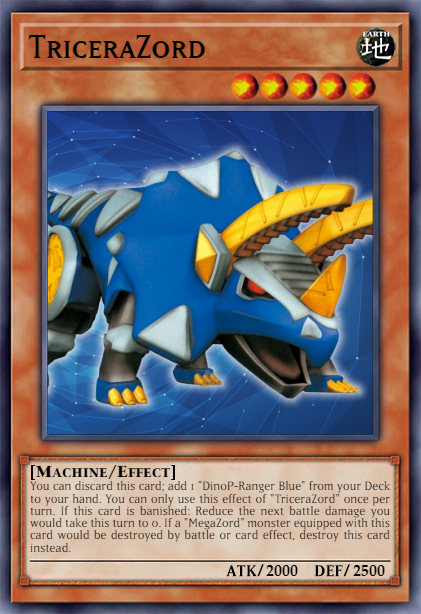 TriceraZord
EARTH
地
[Machine/Effect]
You can discard this card; add 1 "DinoP-Ranger Blue" from your Deck
to your hand. You can only use this effect of "TriceraZord" once per
turn. If this card is banished: Reduce the next battle damage you
would take this turn to 0. If a "MegaZord" monster equipped with this
card would be destroyed by battle or card effect, destroy this card
instead.
ATK/2000 DEF/2500